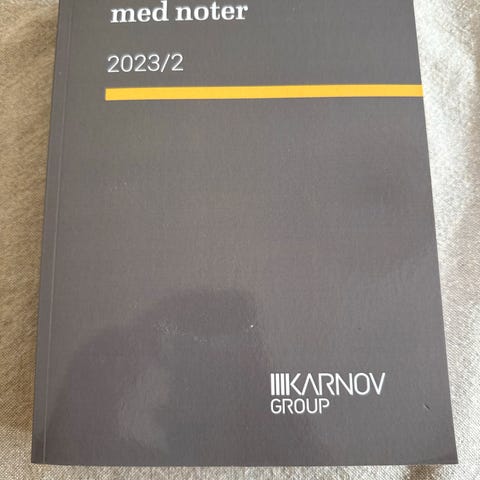 med noter
2023/2
KARNOV
GROUP